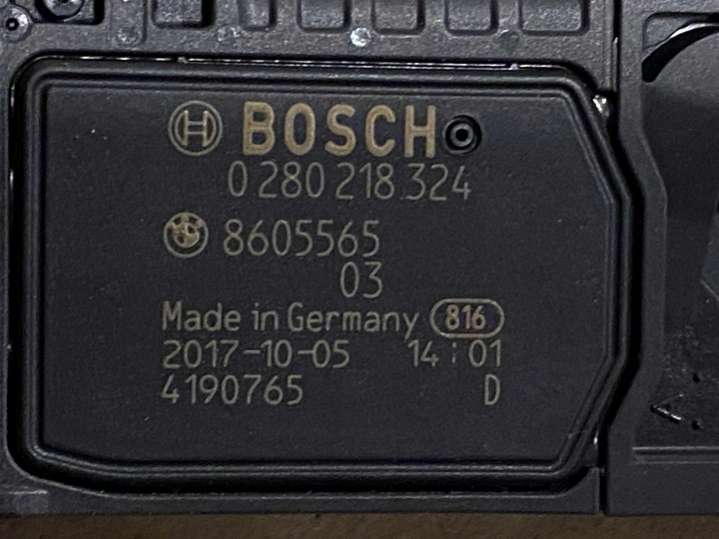 BOSCH
0 280 218 324
8605565
03
Made in Germany 816
2017-10-05 14:01
4190765 D